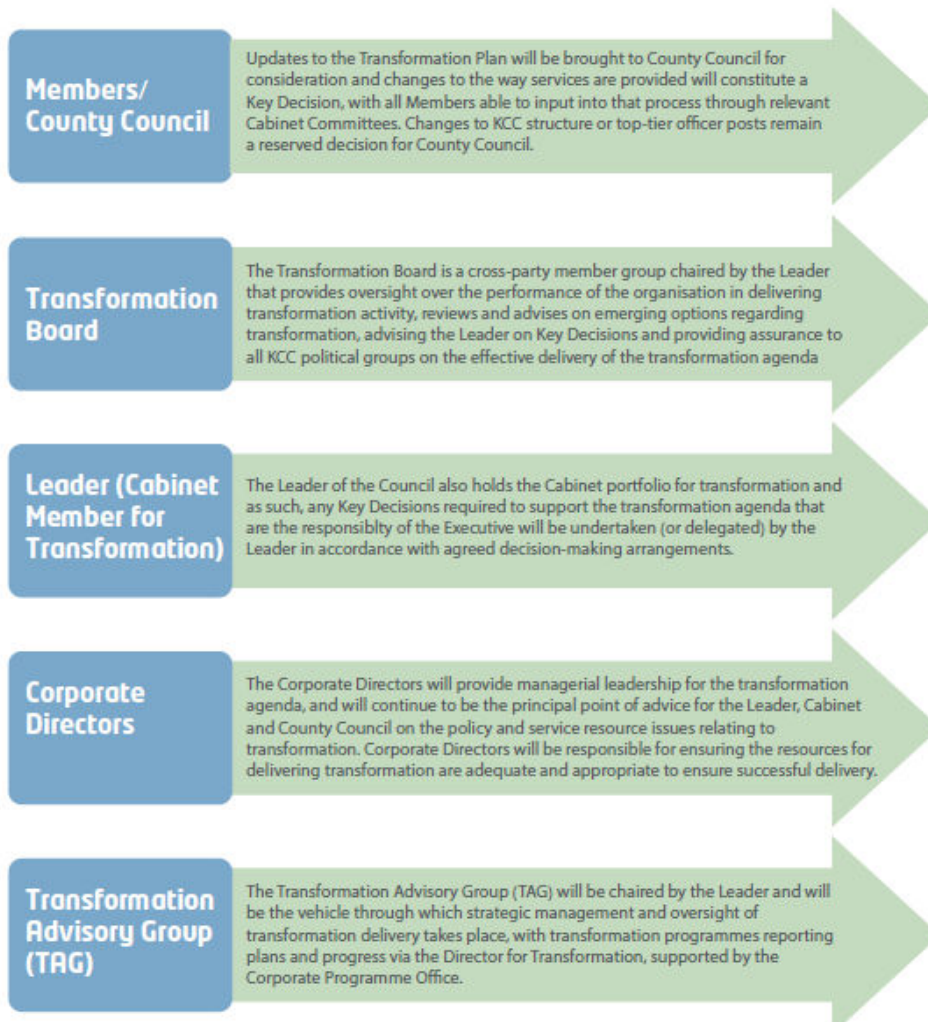 Members/
County Council
Updates to the Transformation Plan will be brought to County Council for
consideration and changes to the way services are provided will constitute a
Key Decision, with all Members able to input into that process through relevant
Cabinet Committees. Changes to KCC structure or top-tier officer posts remain
a reserved decision for County Council.
Transformation
Board
The Transformation Board is a cross-party member group chaired by the Leader
that provides oversight over the performance of the organisation in delivering
transformation activity, reviews and advises on emerging options regarding
transformation, advising the Leader on Key Decisions and providing assurance to
all KCC political groups on the effective delivery of the transformation agenda
Leader (Cabinet
Member for
Transformation)
The Leader of the Council also holds the Cabinet portfolio for transformation and
as such, any Key Decisions required to support the transformation agenda that
are the responsiblty of the Executive will be undertaken (or delegated) by the
Leader in accordance with agreed decision-making arrangements.
Corporate
Directors
The Corporate Directors will provide managerial leadership for the transformation
agenda, and will continue to be the principal point of advice for the Leader, Cabinet
and County Council on the policy and service resource issues relating to
transformation. Corporate Directors will be responsible for ensuring the resources for
delivering transformation are adequate and appropriate to ensure successful delivery.
Transformation
Advisory Group
(TAG)
The Transformation Advisory Group (TAG) will be chaired by the Leader and will
be the vehicle through which strategic management and oversight of
transformation delivery takes place, with transformation programmes reporting
plans and progress via the Director for Transformation, supported by the
Corporate Programme Office.